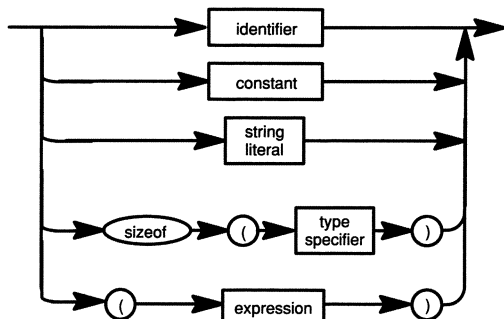 identifier
constant
string
literal
sizeof ( type
specifier )
( expression )